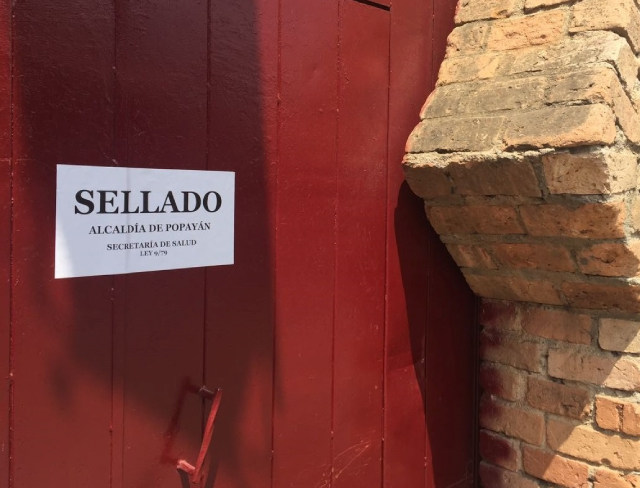 SELLADO
ALCALDÍA DE POPAYÁN
SECRETARÍA DE SALUD
LEY 9/79